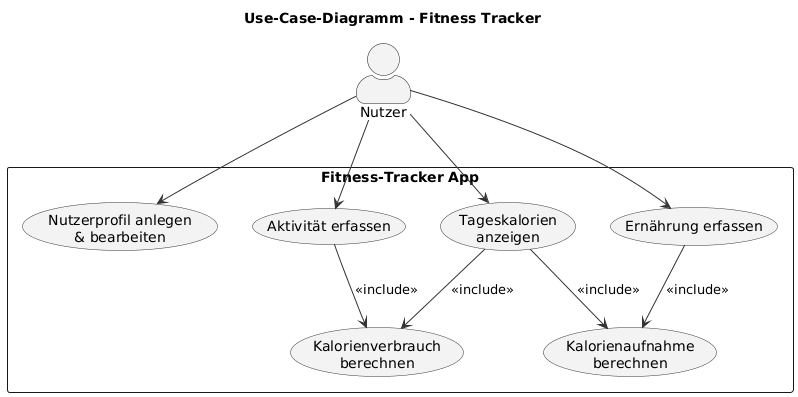 Use-Case-Diagramm - Fitness Tracker
Nutzer
Fitness-Tracker App
Nutzerprofil anlegen
& bearbeiten
Aktivität erfassen
Tageskalorien
anzeigen
Ernährung erfassen
«include»
«include»
«include»
«include»
Kalorienverbrauch
berechnen
Kalorienaufnahme
berechnen